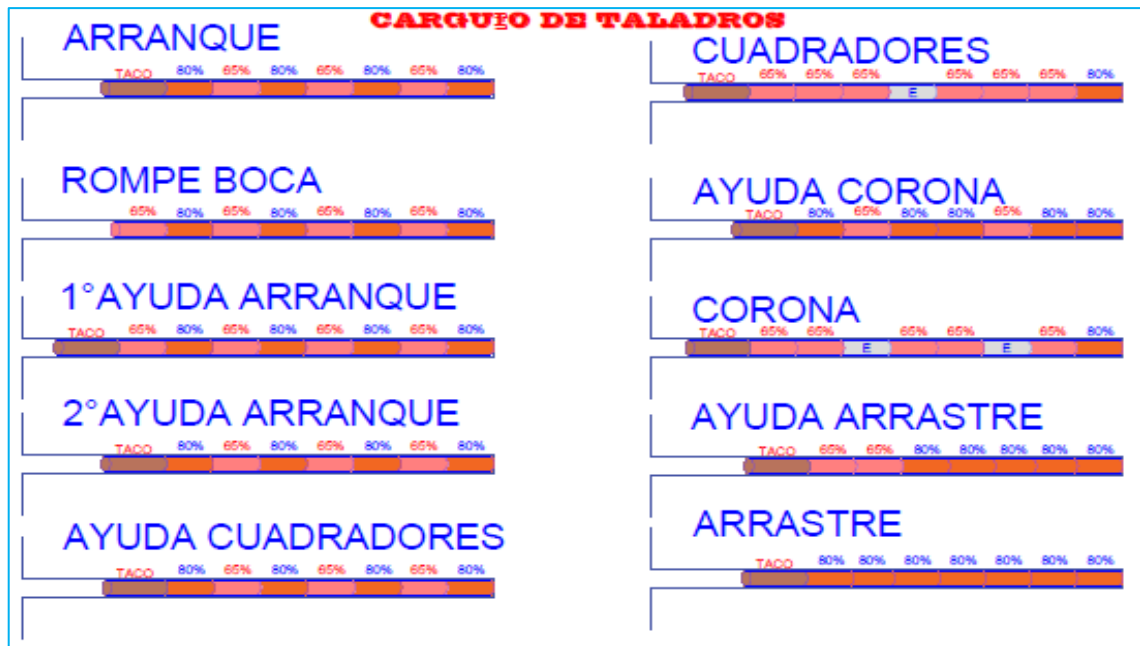 CARGUIO DE TALADROS
ARRANQUE
TACO 80% 65% 80% 65% 80% 65% 80%
ROMPE BOCA
65% 80% 65% 80% 65% 80% 65% 80%
1°AYUDA ARRANQUE
TACO 65% 80% 65% 80% 65% 80% 65% 80%
2°AYUDA ARRANQUE
TACO 80% 65% 80% 65% 80% 65% 80%
AYUDA CUADRADORES
TACO 80% 65% 80% 65% 80% 65% 80%
CUADRADORES
TACO 65% 65% 65% 65% 65% 65% 80%
E
AYUDA CORONA
TACO 80% 65% 80% 80% 65% 80% 80%
CORONA
TACO 65% 65% 65% 65% 65% 80%
E E
AYUDA ARRASTRE
TACO 65% 65% 80% 80% 80% 80% 80%
ARRASTRE
TACO 80% 80% 80% 80% 80% 80% 80%